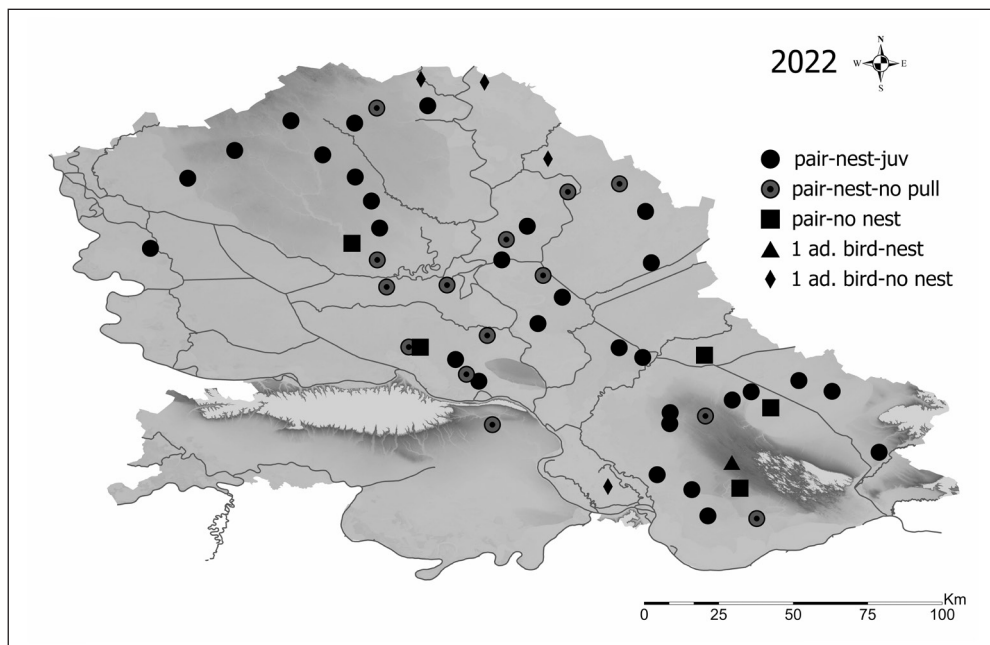 2022
N
W E
S
pair-nest-juv
pair-nest-no pull
pair-no nest
1 ad. bird-nest
1 ad. bird-no nest
Km
0 25 50 100